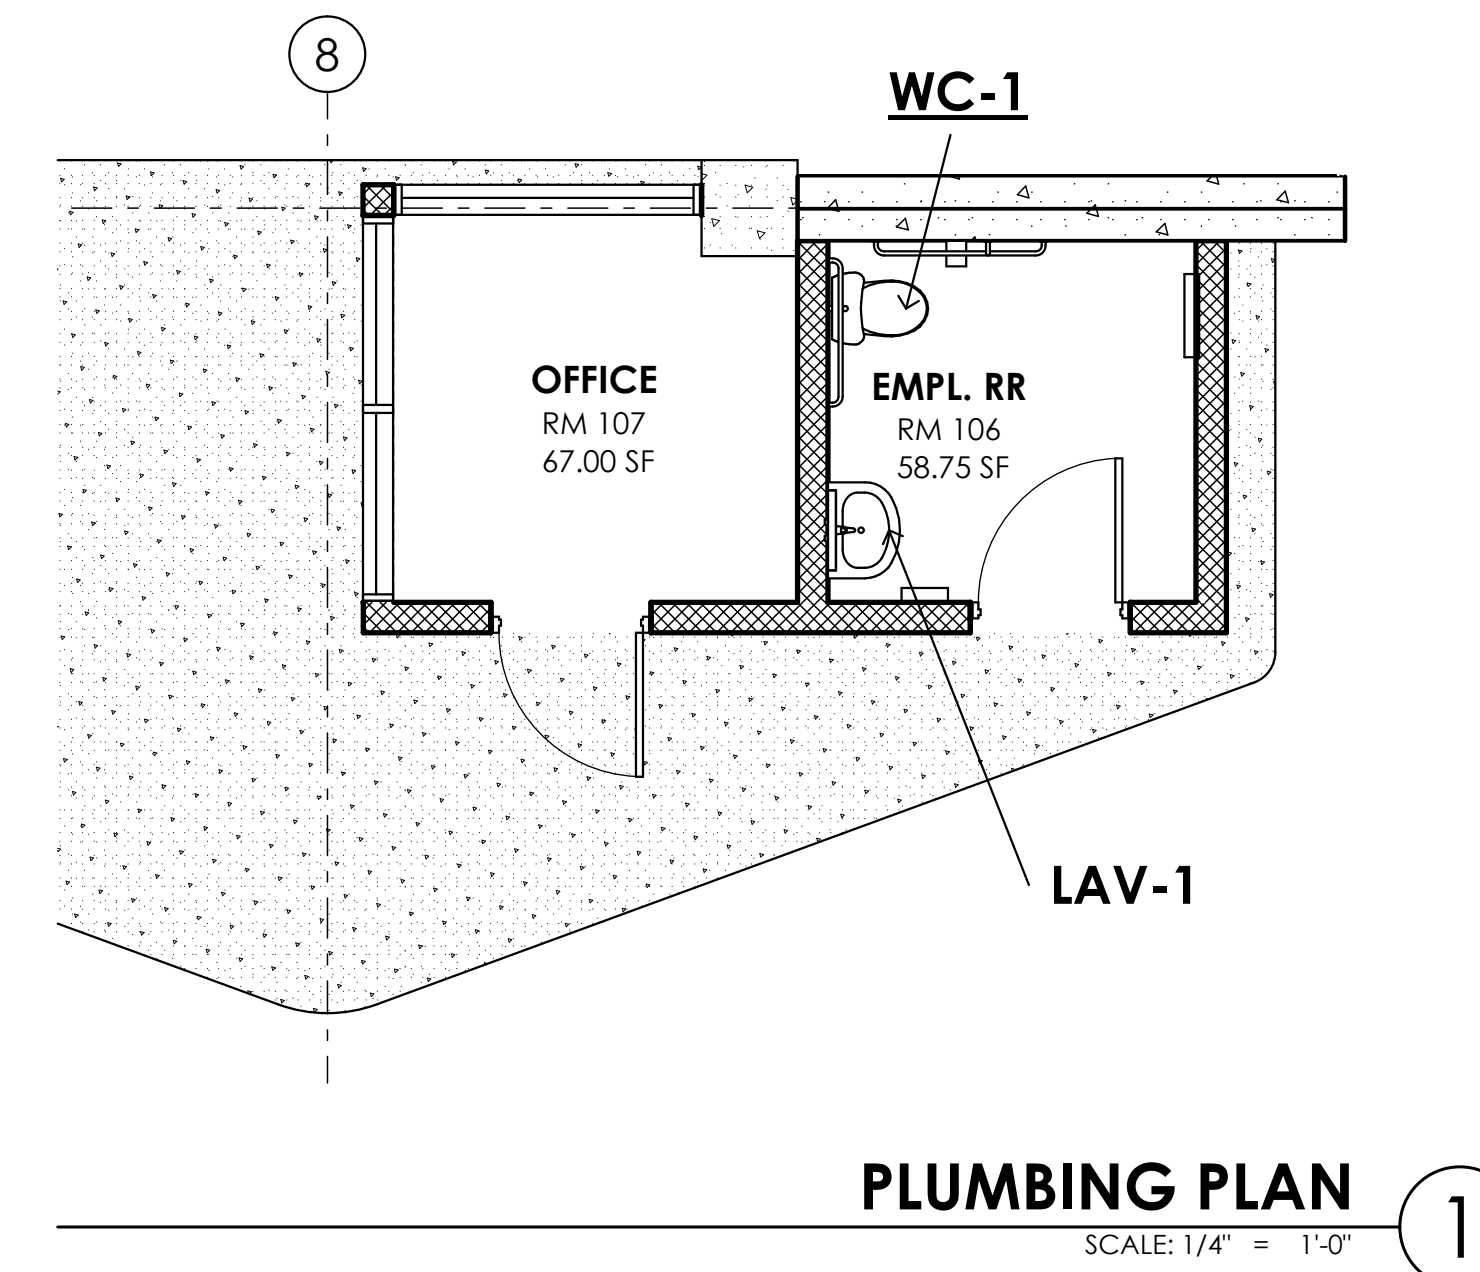 8
WC-1
OFFICE
RM 107
67.00 SF
EMPL. RR
RM 106
58.75 SF
LAV-1
PLUMBING PLAN
SCALE: 1/4" = 1'-0"
1